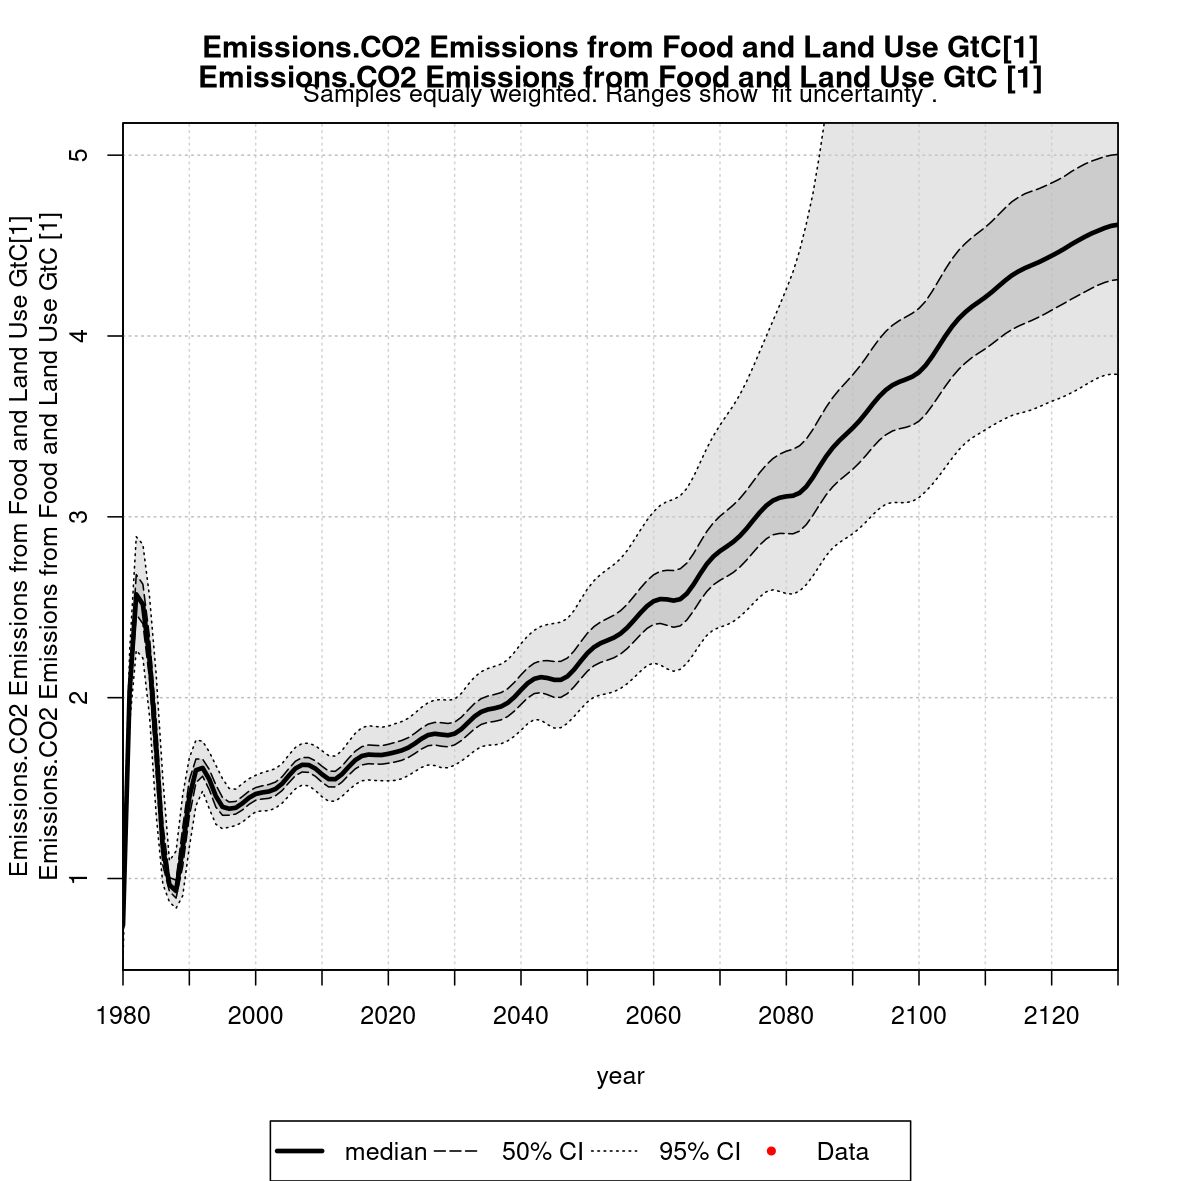 Emissions.CO2 Emissions from Food and Land Use GtC[1]
Emissions.CO2 Emissions from Food and Land Use GtC [1]
Samples equaly weighted. Ranges show  fit uncertainty .
Emissions.CO2 Emissions from Food and Land Use GtC[1]
Emissions.CO2 Emissions from Food and Land Use GtC [1]
5
4
3
2
1
1980 2000 2020 2040 2060 2080 2100 2120
year
median 50% CI 95% CI Data